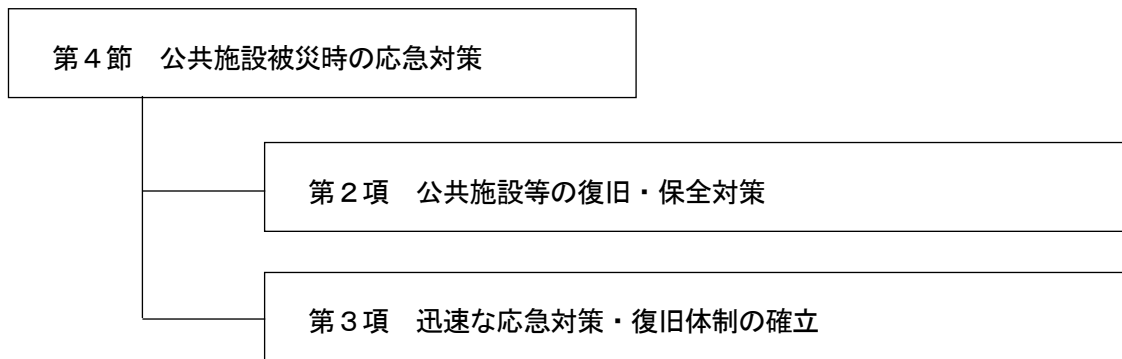 第４節　公共施設被災時の応急対策
第２項　公共施設等の復旧・保全対策
第３項　迅速な応急対策・復旧体制の確立